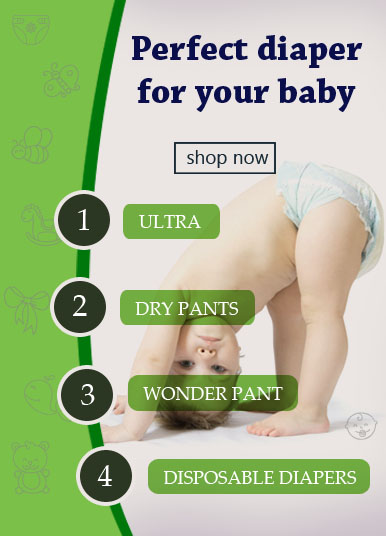 Perfect diaper
for your baby
shop now
1
ULTRA
2
DRY PANTS
3
WONDER PANT
4
DISPOSABLE DIAPERS